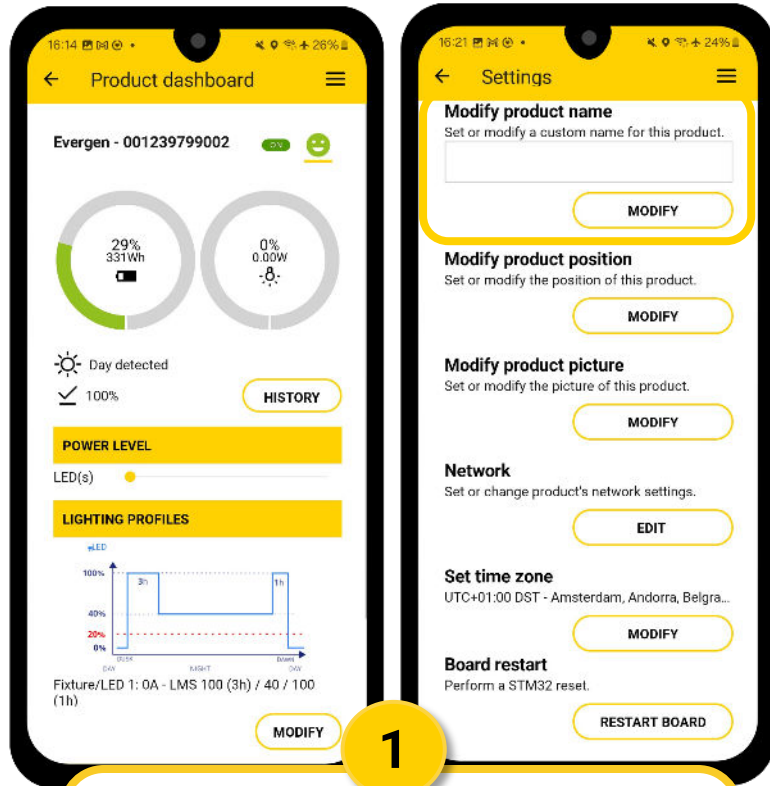 16:14
26%
Product dashboard
Evergen - 001239799002
ON
29%
331Wh
0%
0.00W
Day detected
100%
HISTORY
POWER LEVEL
LED(s)
LIGHTING PROFILES
LED
100%
3h
1h
40%
20%
0%
DUSK
DAWN
DAY
NIGHT
DAY
Fixture/LED 1: 0A - LMS 100 (3h) / 40 / 100
(1h)
MODIFY
16:21
24%
Settings
Modify product name
Set or modify a custom name for this product.
MODIFY
Modify product position
Set or modify the position of this product.
MODIFY
Modify product picture
Set or modify the picture of this product.
MODIFY
Network
Set or change product's network settings.
EDIT
Set time zone
UTC+01:00 DST - Amsterdam, Andorra, Belgra...
MODIFY
Board restart
Perform a STM32 reset.
RESTART BOARD
1